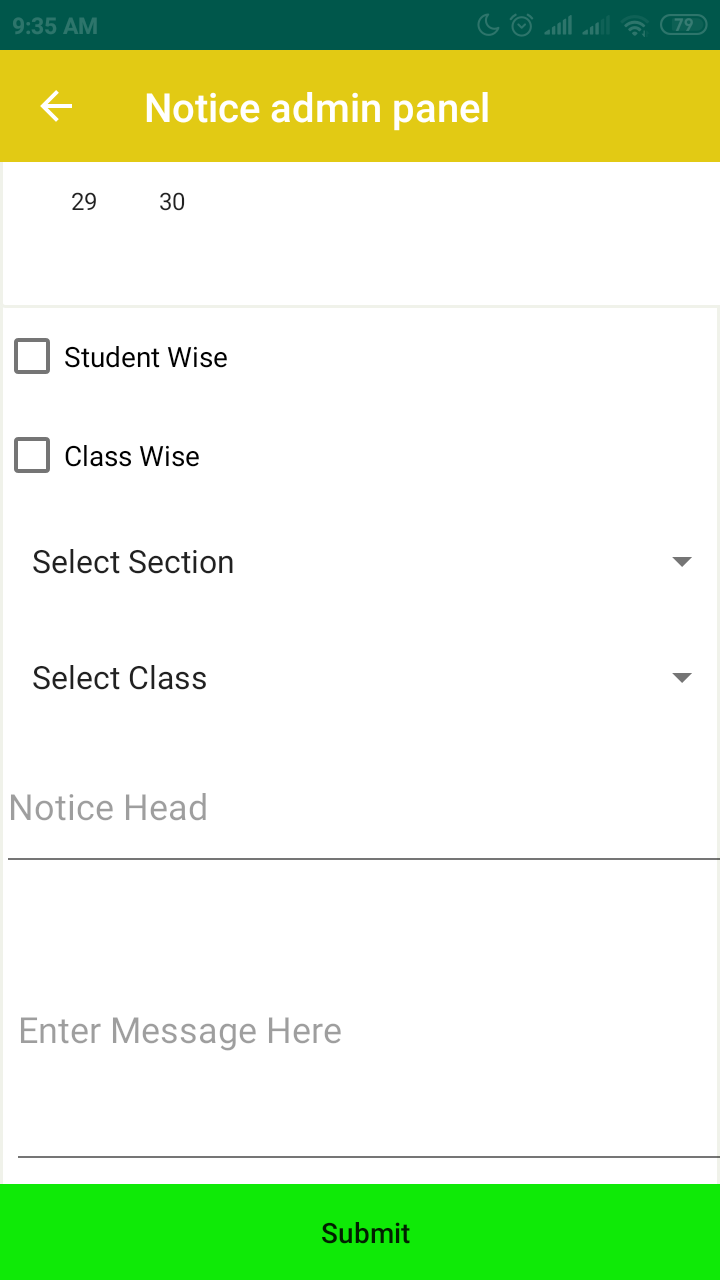 9:35 AM 79
Notice admin panel
29 30
Student Wise
Class Wise
Select Section
Select Class
Notice Head
Enter Message Here
Submit